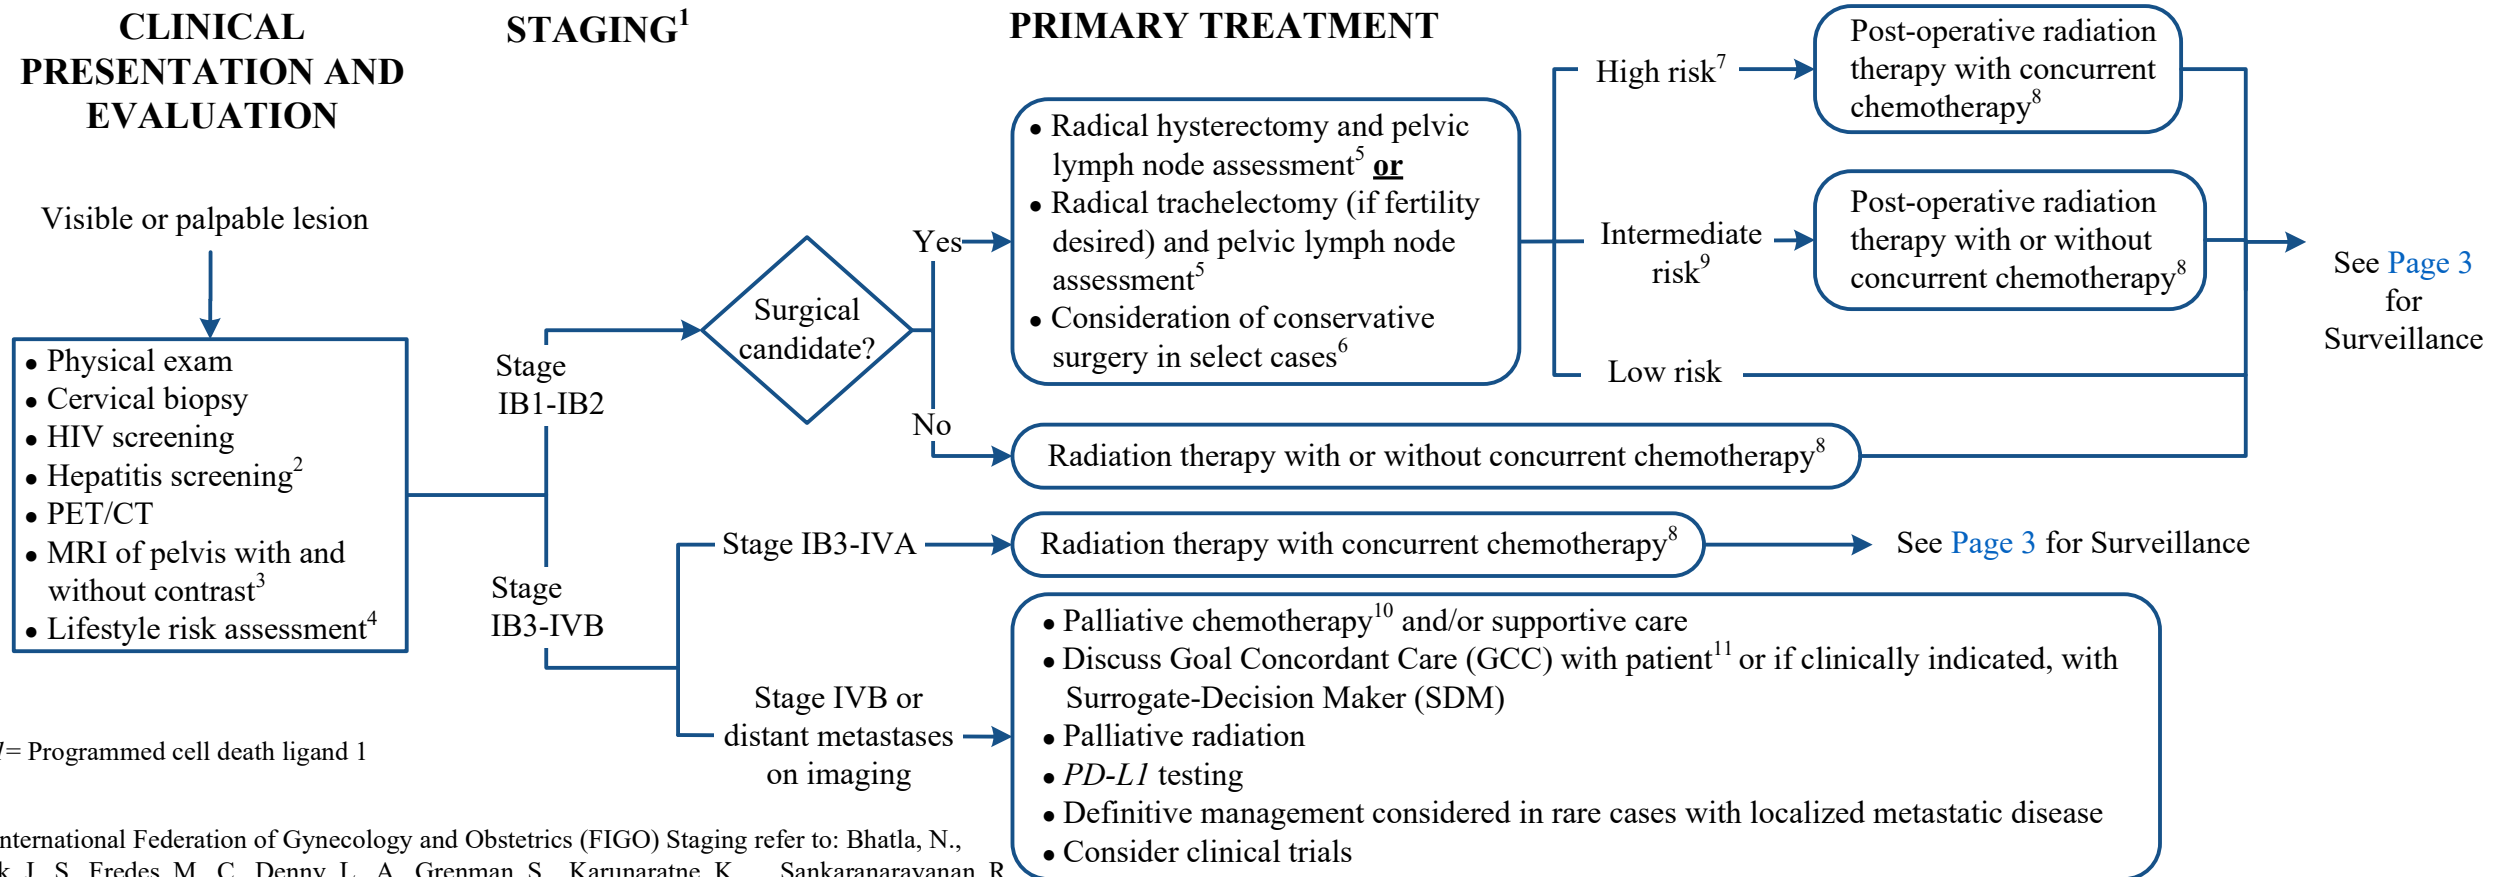 CLINICAL
PRESENTATION AND
EVALUATION
STAGING1
PRIMARY TREATMENT
Visible or palpable lesion
• Physical exam
• Cervical biopsy
• HIV screening
• Hepatitis screening2
• PET/CT
• MRI of pelvis with and
without contrast3
• Lifestyle risk assessment4
Stage
IB1-IB2
Stage
IB3-IVB
Surgical
candidate?
Yes
No
• Radical hysterectomy and pelvic
lymph node assessment5 or
• Radical trachelectomy (if fertility
desired) and pelvic lymph node
assessment5
• Consideration of conservative
surgery in select cases6
High risk7
Post-operative radiation
therapy with concurrent
chemotherapy8
Intermediate
risk9
Post-operative radiation
therapy with or without
concurrent chemotherapy8
Low risk
See Page 3
for
Surveillance
Radiation therapy with or without concurrent chemotherapy8
Stage IB3-IVA
Radiation therapy with concurrent chemotherapy8
See Page 3 for Surveillance
Stage IVB or
distant metastases
on imaging
• Palliative chemotherapy10 and/or supportive care
• Discuss Goal Concordant Care (GCC) with patient11 or if clinically indicated, with
Surrogate-Decision Maker (SDM)
• Palliative radiation
• PD-L1 testing
• Definitive management considered in rare cases with localized metastatic disease
• Consider clinical trials
= Programmed cell death ligand 1
nternational Federation of Gynecology and Obstetrics (FIGO) Staging refer to: Bhatla, N.,
k, J. S., Fredes, M. C., Denny, L. A., Grenman, S., Karunaratne, K., ... Sankaranarayanan, R.